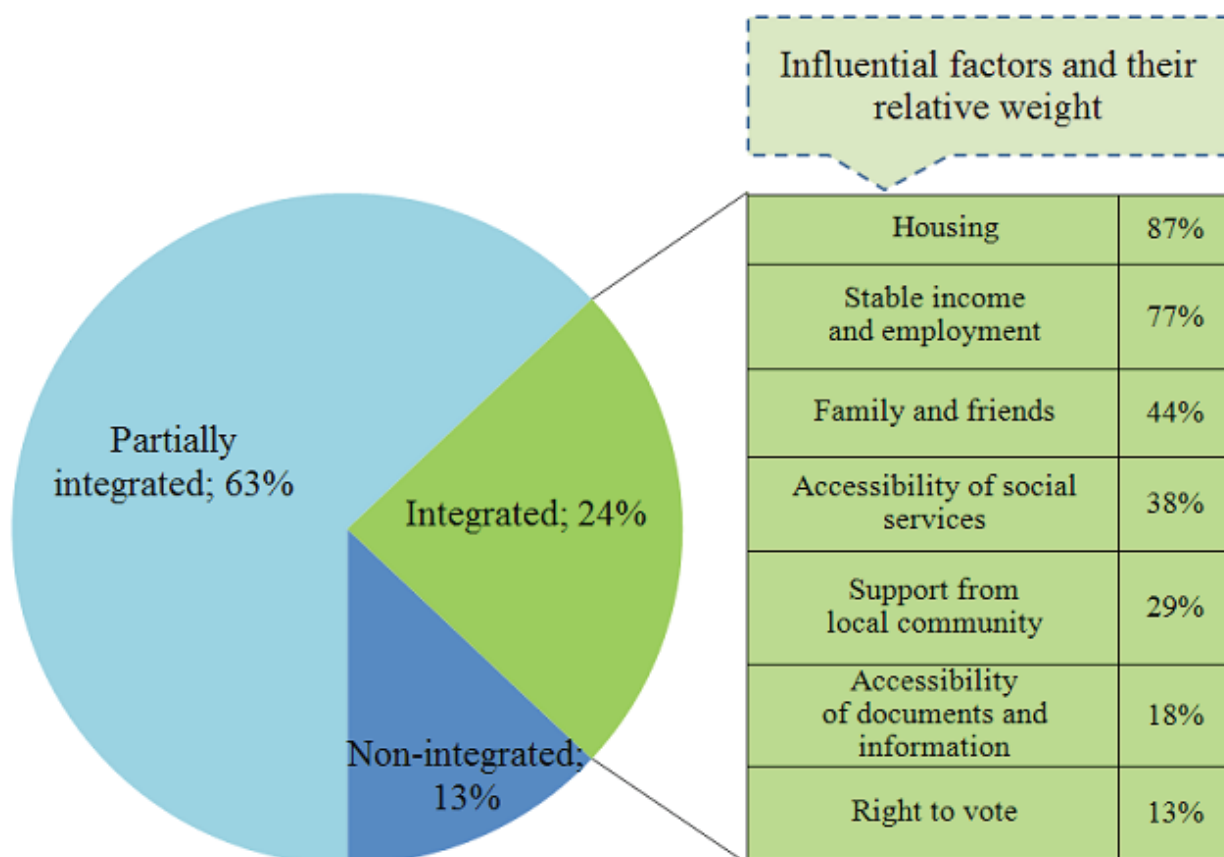 Influential factors and their
relative weight
Partially
integrated; 63%
Integrated; 24%
Non-integrated;
13%
Housing 87%
Stable income
and employment 77%
Family and friends 44%
Accessibility of social
services 38%
Support from
local community 29%
Accessibility
of documents and
information 18%
Right to vote 13%